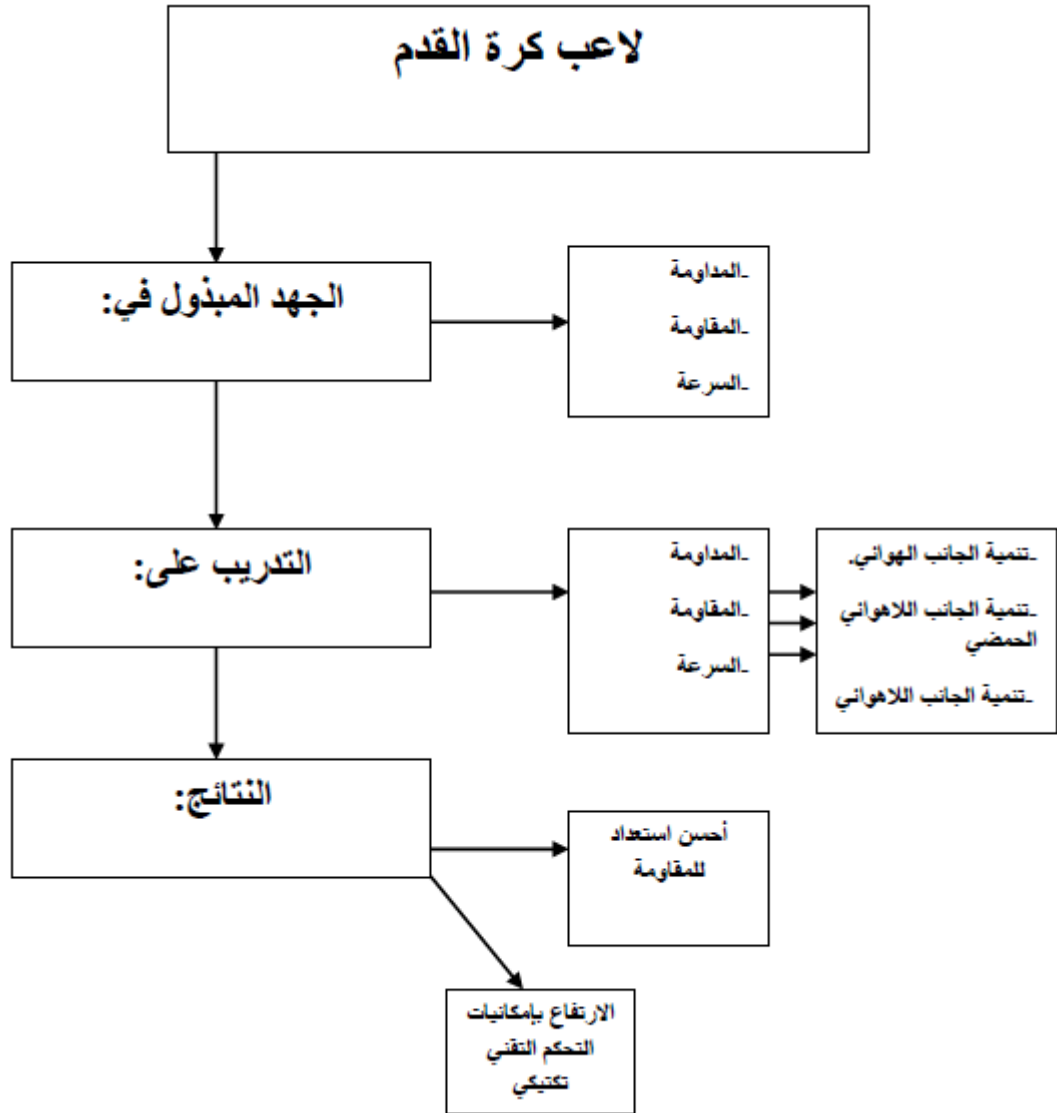 لاعب كرة القدم
الجهد المبذول في:
-المداومة
-المقاومة
-السرعة
التدريب على:
-المداومة
-المقاومة
-السرعة
-تنمية الجانب الهوائي.
-تنمية الجانب اللاهوائي
الحمضي
-تنمية الجانب اللاهوائي
النتائج:
أحسن استعداد
للمقاومة
الارتفاع بإمكانيات
التحكم التقني
تكتيكي